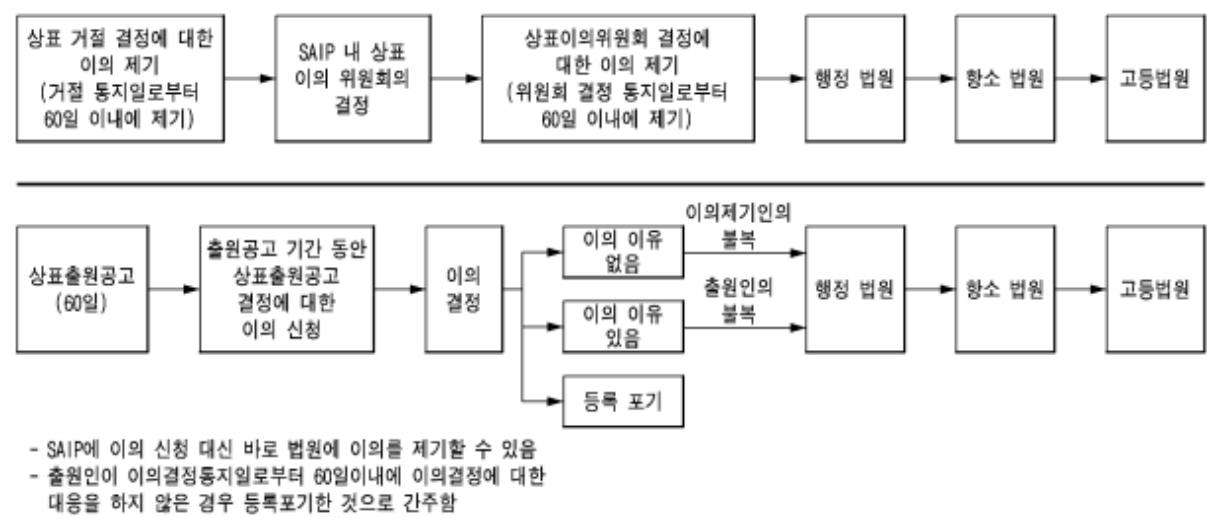 상표 거절 결정에 대한
이의 제기
(거절 통지일로부터
60일 이내에 제기)
SAIP 내 상표
이의 위원회의
결정
상표이의위원회 결정에
대한 이의 제기
(위원회 결정 통지일로부터
60일 이내에 제기)
행정 법원
항소 법원
고등법원
상표출원공고
(60일)
출원공고 기간 동안
상표출원공고
결정에 대한
이의 신청
이의
결정
이의 이유
없음
이의제기인의
불복
이의 이유
있음
출원인의
불복
등록 포기
행정 법원
항소 법원
고등법원
- SAIP에 이의 신청 대신 바로 법원에 이의를 제기할 수 있음
- 출원인이 이의결정통지일로부터 60일이내에 이의결정에 대한
대응을 하지 않은 경우 등록포기한 것으로 간주함